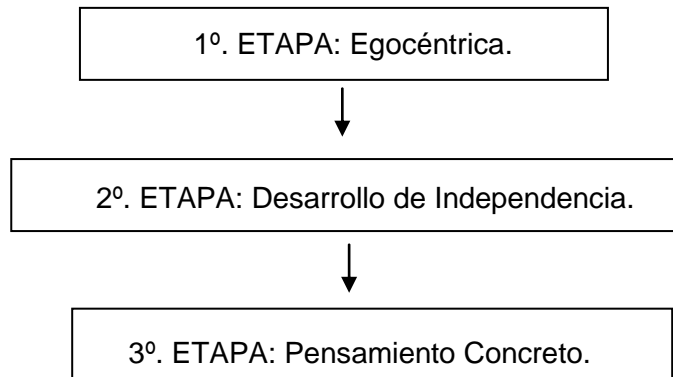 1º. ETAPA: Egocéntrica.
2º. ETAPA: Desarrollo de Independencia.
3º. ETAPA: Pensamiento Concreto.